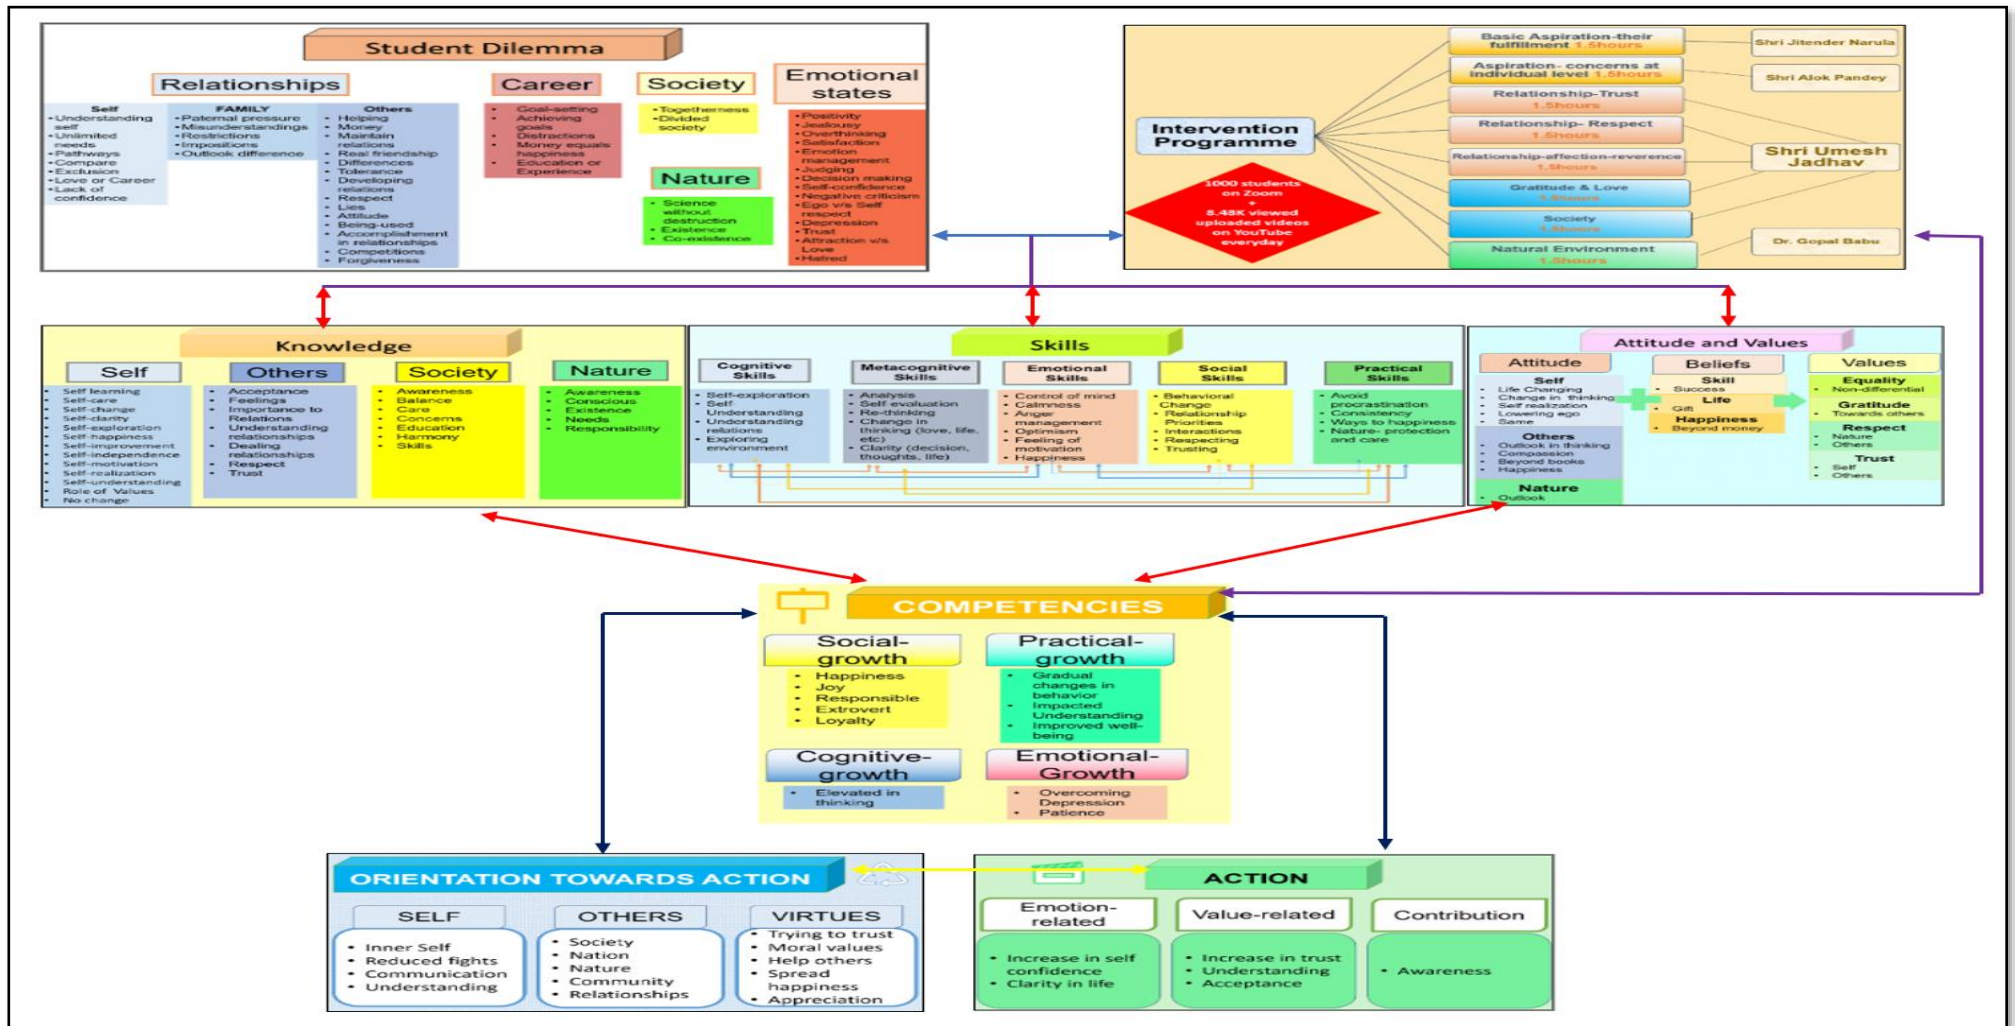 Student Dilemma
Relationships
Self
• Understanding
self
• Unlimited
needs
• Pathways
• Compare
• Exclusion
• Love or Career
• Lack of
confidence
FAMILY
• Paternal pressure
• Misunderstandings
• Restrictions
• Impositions
• Outlook difference
Others
• Helping
• Money
• Maintain
relations
• Real friendship
• Differences
• Tolerance
• Developing
relations
• Respect
• Lies
• Attitude
• Being-used
• Accomplishment
in relationships
• Competitions
• Forgiveness
Career
• Goal-setting
• Achieving
goals
• Distractions
• Money equals
happiness
• Education or
Experience
Society
• Togetherness
• Divided
society
Nature
• Science
without
destruction
• Existence
• Co-existence
Emotional
states
• Positivity
• Jealousy
• Overthinking
• Satisfaction
• Emotion
management
• Judging
• Decision making
• Self-confidence
• Negative criticism
• Ego v/s Self
respect
• Depression
• Trust
• Attraction v/s
Love
• Hatred
Intervention
Programme
1000 students
on Zoom
+
8.48K viewed
uploaded videos
on YouTube
everyday
Basic Aspiration-their
fulfillment 1.5hours
Aspiration- concerns at
individual level 1.5hours
Relationship-Trust
1.5hours
Relationship- Respect
1.5hours
Relationship-affection-reverence
1.5hours
Gratitude & Love
1.5hours
Society
1.5hours
Natural Environment
1.5hours
Shri Jitender Narula
Shri Alok Pandey
Shri Umesh
Jadhav
Dr. Gopal Babu
Knowledge
Self
• Self learning
• Self-care
• Self-change
• Self-clarity
• Self-exploration
• Self-happiness
• Self-improvement
• Self-independence
• Self-motivation
• Self-realization
• Self-understanding
• Role of Values
• No change
Others
• Acceptance
• Feelings
• Importance to
Relations
• Understanding
relationships
• Dealing
relationships
• Respect
• Trust
Society
• Awareness
• Balance
• Care
• Concerns
• Education
• Harmony
• Skills
Nature
• Awareness
• Conscious
• Existence
• Needs
• Responsibility
Skills
Cognitive
Skills
• Self-exploration
• Self-
Understanding
• Understanding
relations
• Exploring
environment
Metacognitive
Skills
• Analysis
• Self evaluation
• Re-thinking
• Change in
thinking (love, life,
etc)
• Clarity (decision,
thoughts, life)
Emotional
Skills
• Control of mind
• Calmness
• Anger
management
• Optimism
• Feeling of
motivation
• Happiness
Social
Skills
• Behavioral
Change
• Relationship
Priorities
• Interactions
• Respecting
• Trusting
Practical
Skills
• Avoid
procrastination
• Consistency
• Ways to happiness
• Nature- protection
and care
Attitude and Values
Attitude
Self
• Life Changing
• Change in thinking
• Self realization
• Lowering ego
• Same
Others
• Outlook in thinking
• Compassion
• Beyond books
• Happiness
Nature
• Outlook
Beliefs
Skill
• Success
Life
• Gift
Happiness
• Beyond money
Values
Equality
• Non-differential
Gratitude
• Towards others
Respect
• Nature
• Others
Trust
• Self
• Others
COMPETENCIES
Social-
growth
• Happiness
• Joy
• Responsible
• Extrovert
• Loyalty
Practical-
growth
• Gradual
changes in
behavior
• Impacted
Understanding
• Improved well-
being
Cognitive-
growth
• Elevated in
thinking
Emotional-
Growth
• Overcoming
Depression
• Patience
ORIENTATION TOWARDS ACTION
SELF
• Inner Self
• Reduced fights
• Communication
• Understanding
OTHERS
• Society
• Nation
• Nature
• Community
• Relationships
VIRTUES
• Trying to trust
• Moral values
• Help others
• Spread
happiness
• Appreciation
ACTION
Emotion-
related
• Increase in self
confidence
• Clarity in life
Value-related
• Increase in trust
• Understanding
• Acceptance
Contribution
• Awareness